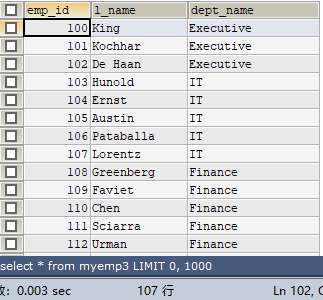 emp_id l_name dept_name
100 King Executive
101 Kochhar Executive
102 De Haan Executive
103 Hunold IT
104 Ernst IT
105 Austin IT
106 Pataballa IT
107 Lorentz IT
108 Greenberg Finance
109 Faviet Finance
110 Chen Finance
111 Sciarra Finance
112 Urman Finance
select * from myemp3 LIMIT 0, 1000
: 0.003 sec 107 行 Ln 102,